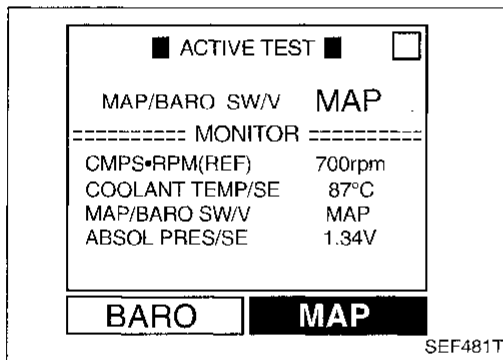 ■ ACTIVE TEST ■
MAP/BARO SW/V MAP
========= MONITOR =========
CMPS•RPM(REF) 700rpm
COOLANT TEMP/SE 87°C
MAP/BARO SW/V MAP
ABSOL PRES/SE 1.34V
BARO MAP
SEF481T